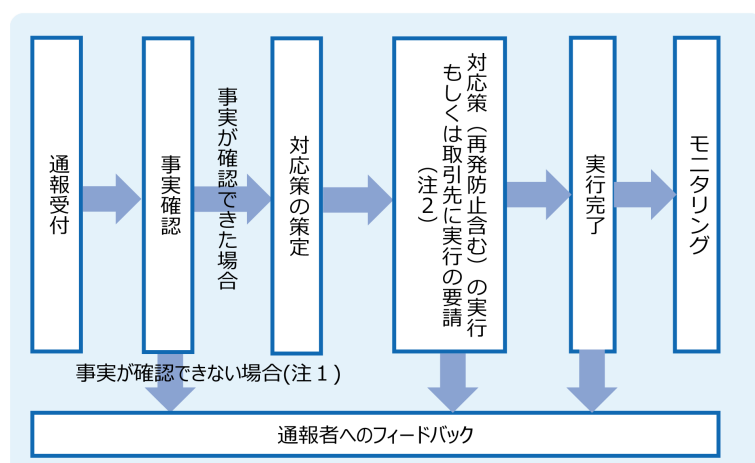 通報受付
事実確認
事実が確認できた場合
対応策の策定
対応策（再発防止含む）の実行
もしくは取引先に実行の要請
（注２）
実行完了
モニタリング
事実が確認できない場合(注１)
通報者へのフィードバック